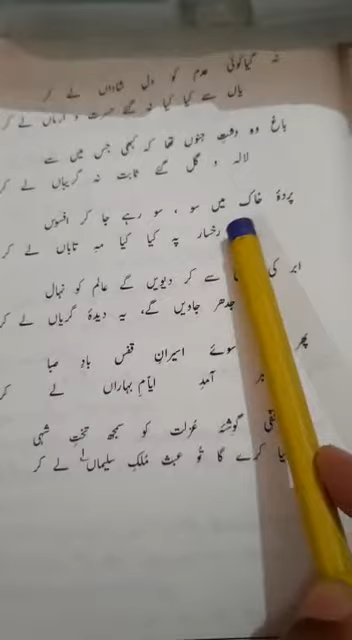 نہ گیا کوئی عدم کو دل شاداں لے کر
یاں سے کیا کیا نہ گئے حسرت و ارماں لے کر
باغ وہ دشتِ جنوں تھا کہ کبھی جس میں سے
لالہ و گل گئے ثابت نہ گریباں لے کر
پردۂ خاک میں سو ، سو رہے جا کر افسوس
رخسار پہ کیا کیا مہِ تاباں لے کر
ابر کی سے کر دیویں گے عالم کو نہال
جدھر جاویں گے، یہ دیدۂ گریاں لے کر
پھر سوئے اسیرانِ قفس بادِ صبا
آمدِ ایّامِ بہاراں لے کر
گوشۂ عزلت کو سمجھ تختِ شہی
کرے گا تو عبث مُلکِ سلیماںؑ لے کر